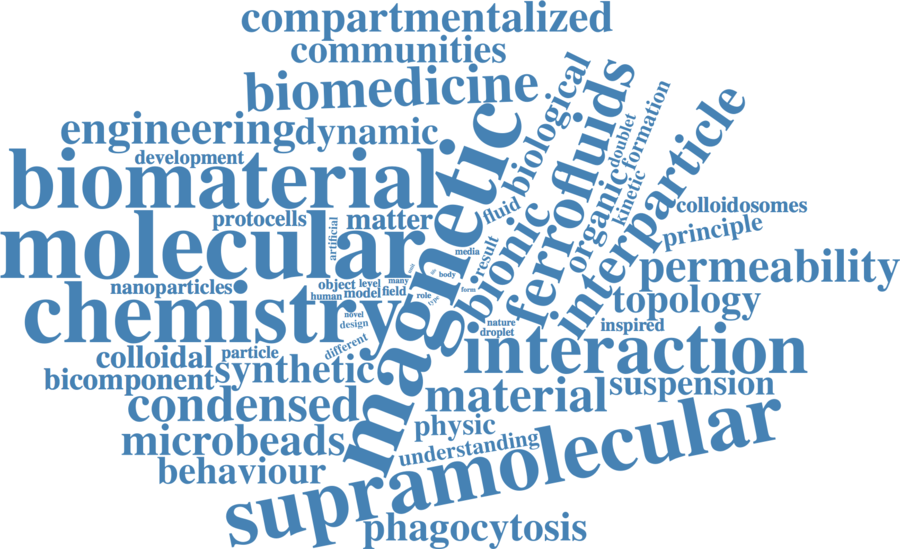 compartmentalized
communities
biomedicine
engineering
dynamic
development
biomaterial
magnetic
biological
ferrofluids
doublet
formation
interparticle
organic
kinetic
fluid
bionic
colloidosomes
principle
protocells
matter
artificial
molecular
media
result
permeability
nanoparticles
object
level
many
body
human
model
field
role
type
form
topology
chemistry
novel
design
nature
droplet
inspired
different
interaction
colloidal
particle
bicomponent
synthetic
material
suspension
condensed
physic
microbeads
understanding
behaviour
supramolecular
phagocytosis